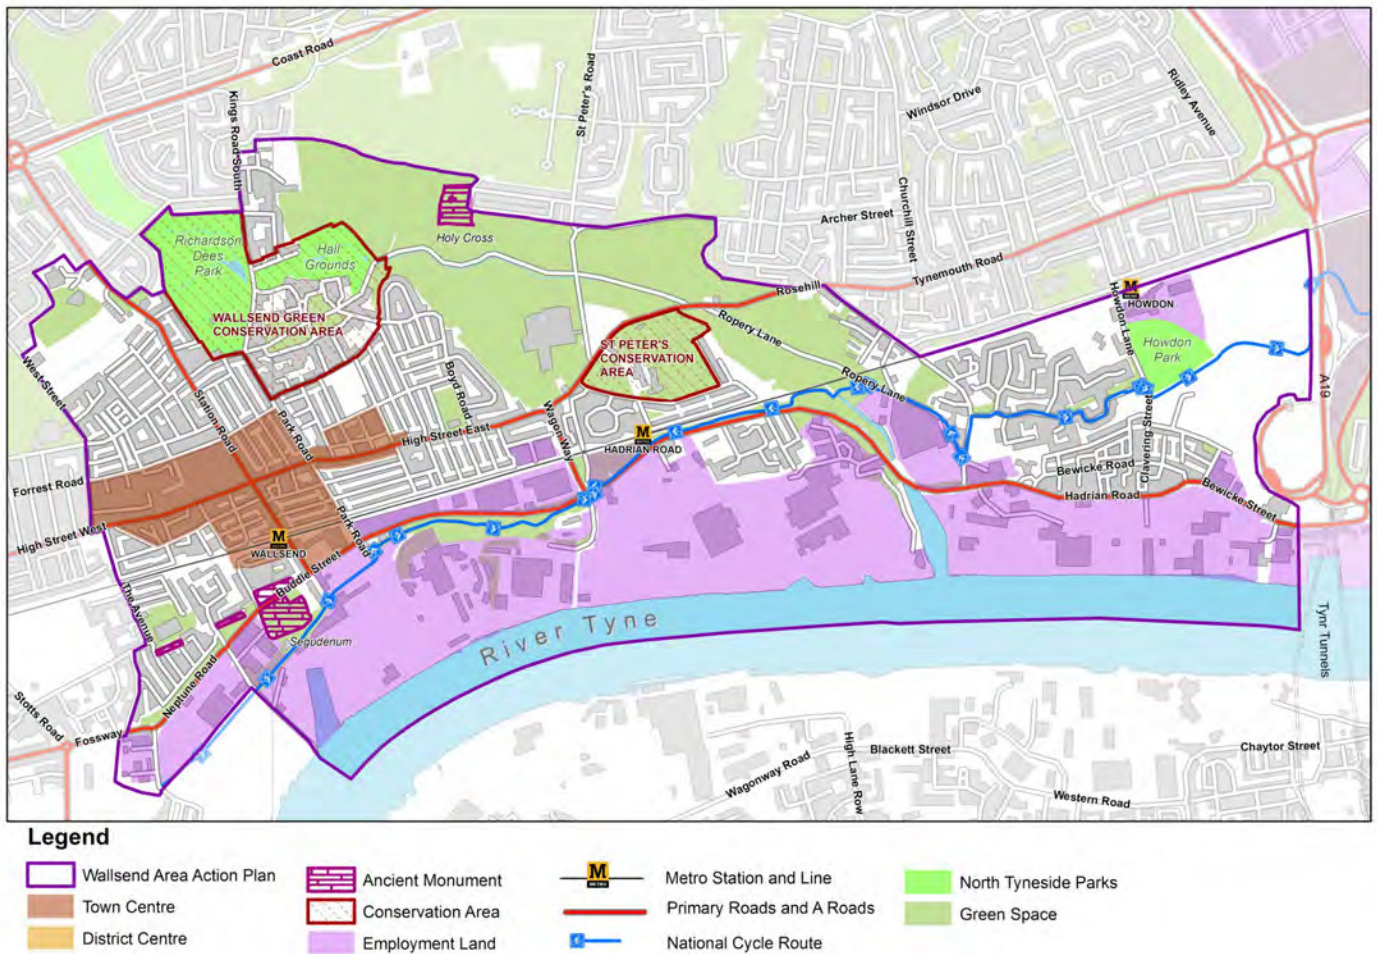 Coast Road
Kings Road South
St Peter's Road
Windsor Drive
Ridley Avenue
Churchill Street
Archer Street
Holy Cross
Richardson
Dees
Park
Hall
Grounds
Tynemouth Road
Rosehill
Howdon Lane
METRO
HOWDON
WALLSEND GREEN
CONSERVATION AREA
ST PETER'S
CONSERVATION
AREA
Ropery Lane
Howdon
Park
Ropery Lane
West Street
Station Road
Boyd Road
Park Road
High Street East
Wagon Way
METRO
HADRIAN ROAD
A19
Clavering Street
Bewicke Road
Hadrian Road
Bewicke Street
Forrest Road
High Street West
METRO
WALLSEND
Park Road
Buddle Street
The Avenue
Segudenum
River Tyne
Tynr Tunnels
Neptune Road
Stotts Road
Fossway
Wagonway Road
High Lane Row
Blackett Street
Western Road
Chaytor Street
Legend
Wallsend Area Action Plan
Town Centre
District Centre
Ancient Monument
Conservation Area
Employment Land
M
METRO
Metro Station and Line
Primary Roads and A Roads
National Cycle Route
North Tyneside Parks
Green Space